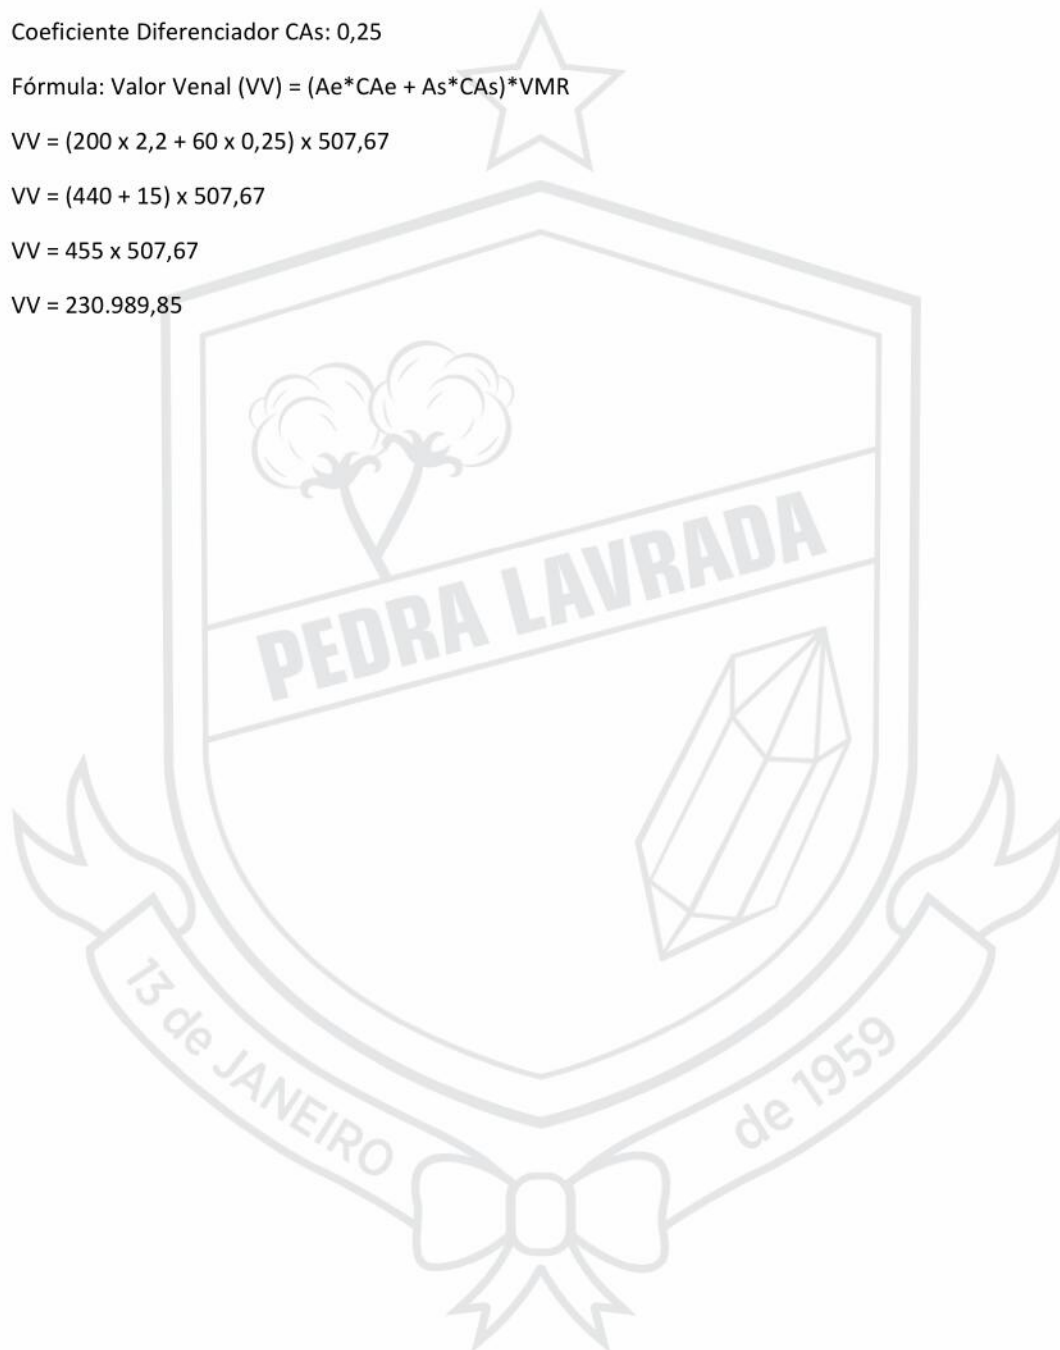 Coeficiente Diferenciador CAs: 0,25
Fórmula: Valor Venal (VV) = (Ae*CAe + As*CAs)*VMR
VV = (200 x 2,2 + 60 x 0,25) x 507,67
VV = (440 + 15) x 507,67
VV = 455 x 507,67
VV = 230.989,85
PEDRA LAVRADA
13 de JANEIRO
de 1959